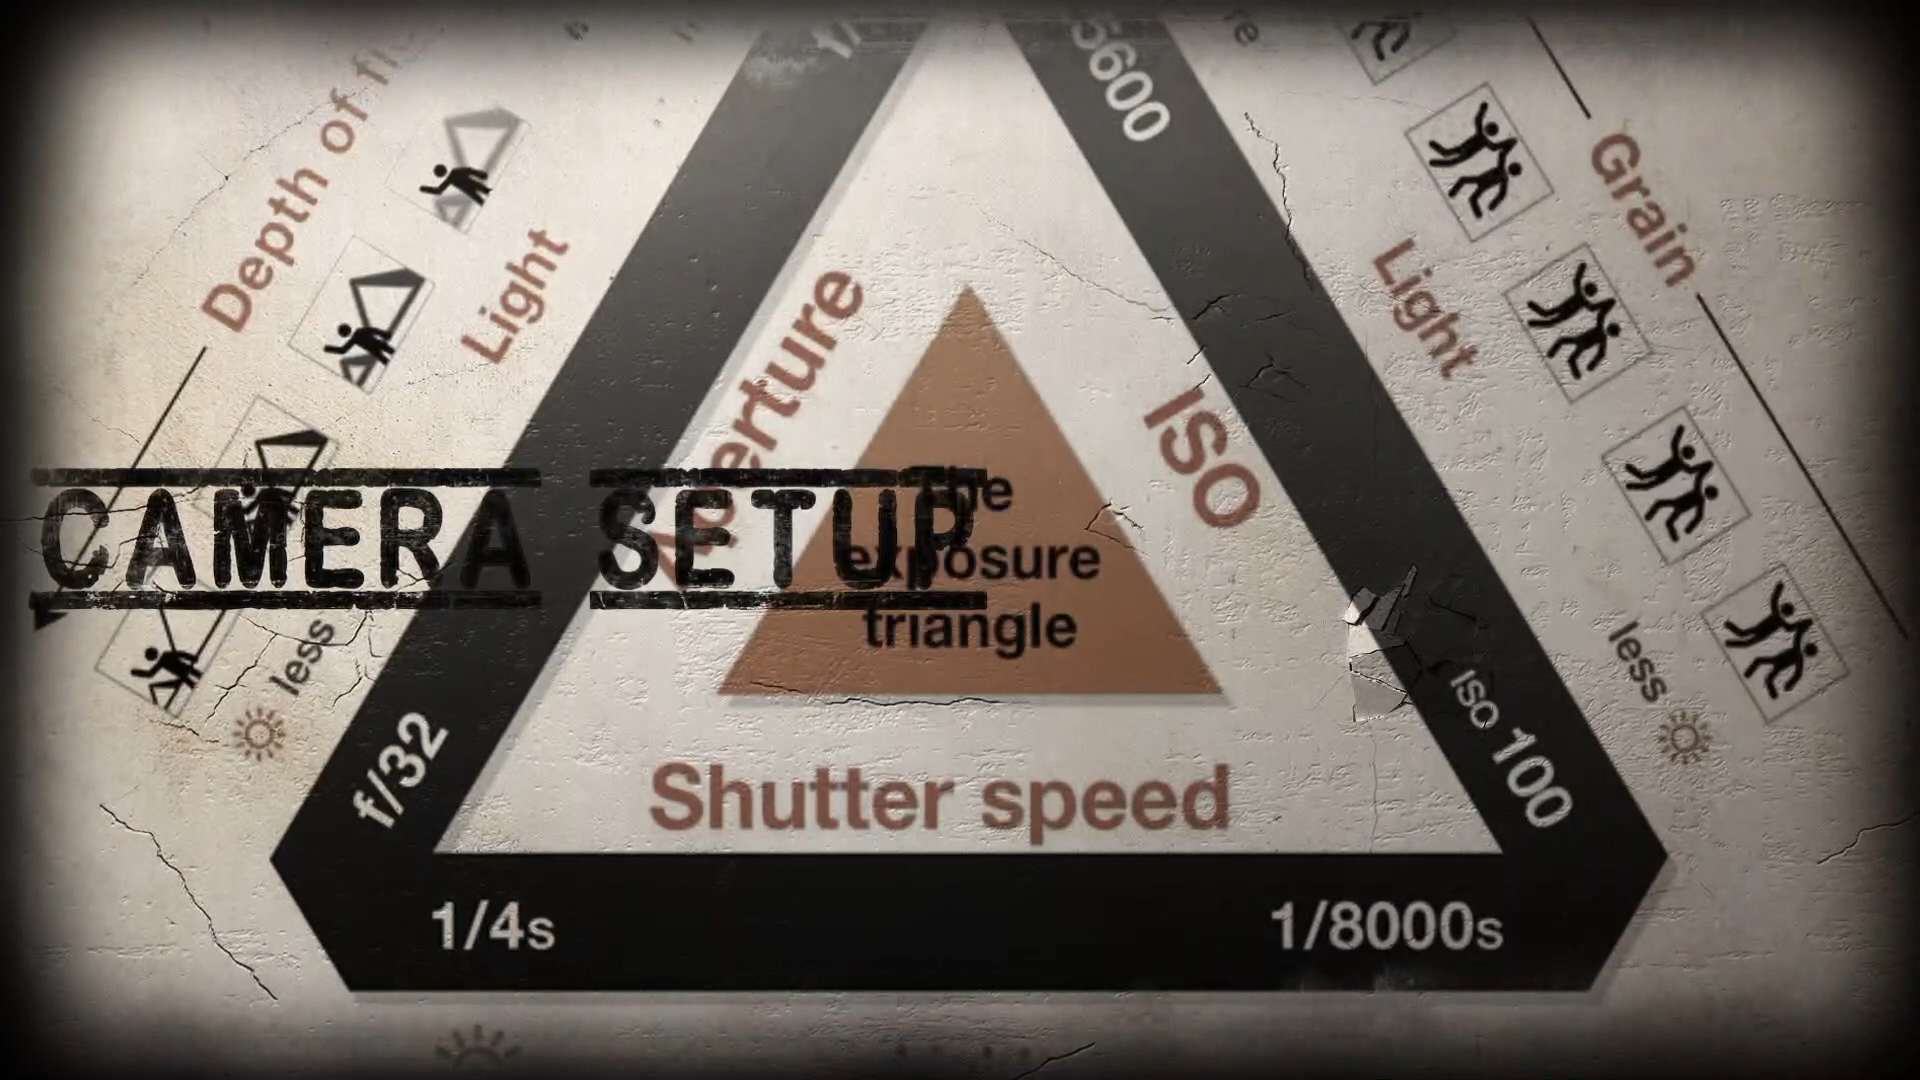 Depth of
Light
Aperture
5600
Light
Grain
ISO
CAMERA SETUP
The
exposure
triangle
less
less
f/32
ISO 100
Shutter speed
1/4s
1/8000s